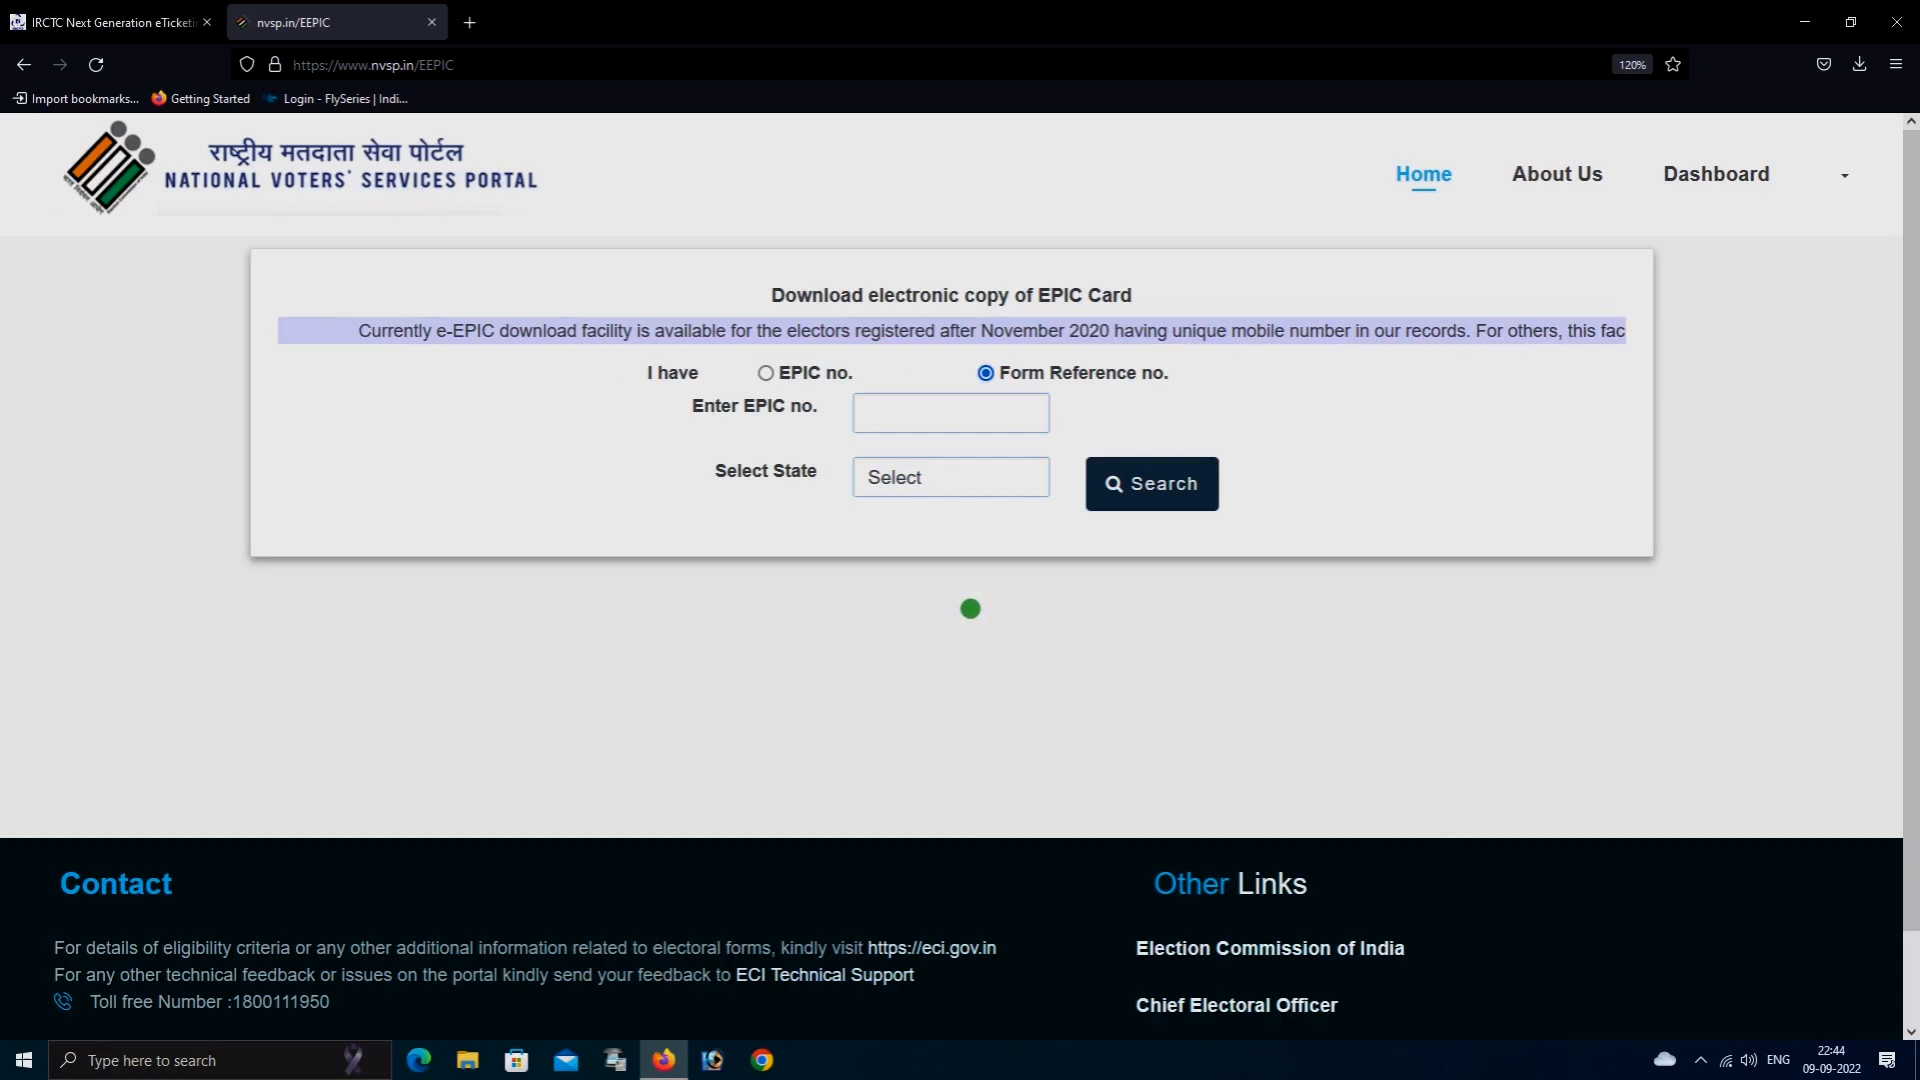 IRCTC Next Generation eTicketi
nvsp.in/EEPIC
https://www.nvsp.in/EEPIC
120%
Import bookmarks...
Getting Started
Login - FlySeries | Indi...
राष्ट्रीय मतदाता सेवा पोर्टल
NATIONAL VOTERS' SERVICES PORTAL
Home
About Us
Dashboard
Download electronic copy of EPIC Card
Currently e-EPIC download facility is available for the electors registered after November 2020 having unique mobile number in our records. For others, this fac
I have
EPIC no.
Form Reference no.
Enter EPIC no.
Select State
Select
Search
Contact
For details of eligibility criteria or any other additional information related to electoral forms, kindly visit https://eci.gov.in
For any other technical feedback or issues on the portal kindly send your feedback to ECI Technical Support
Toll free Number :1800111950
Other Links
Election Commission of India
Chief Electoral Officer
Type here to search
ENG
22:44
09-09-2022